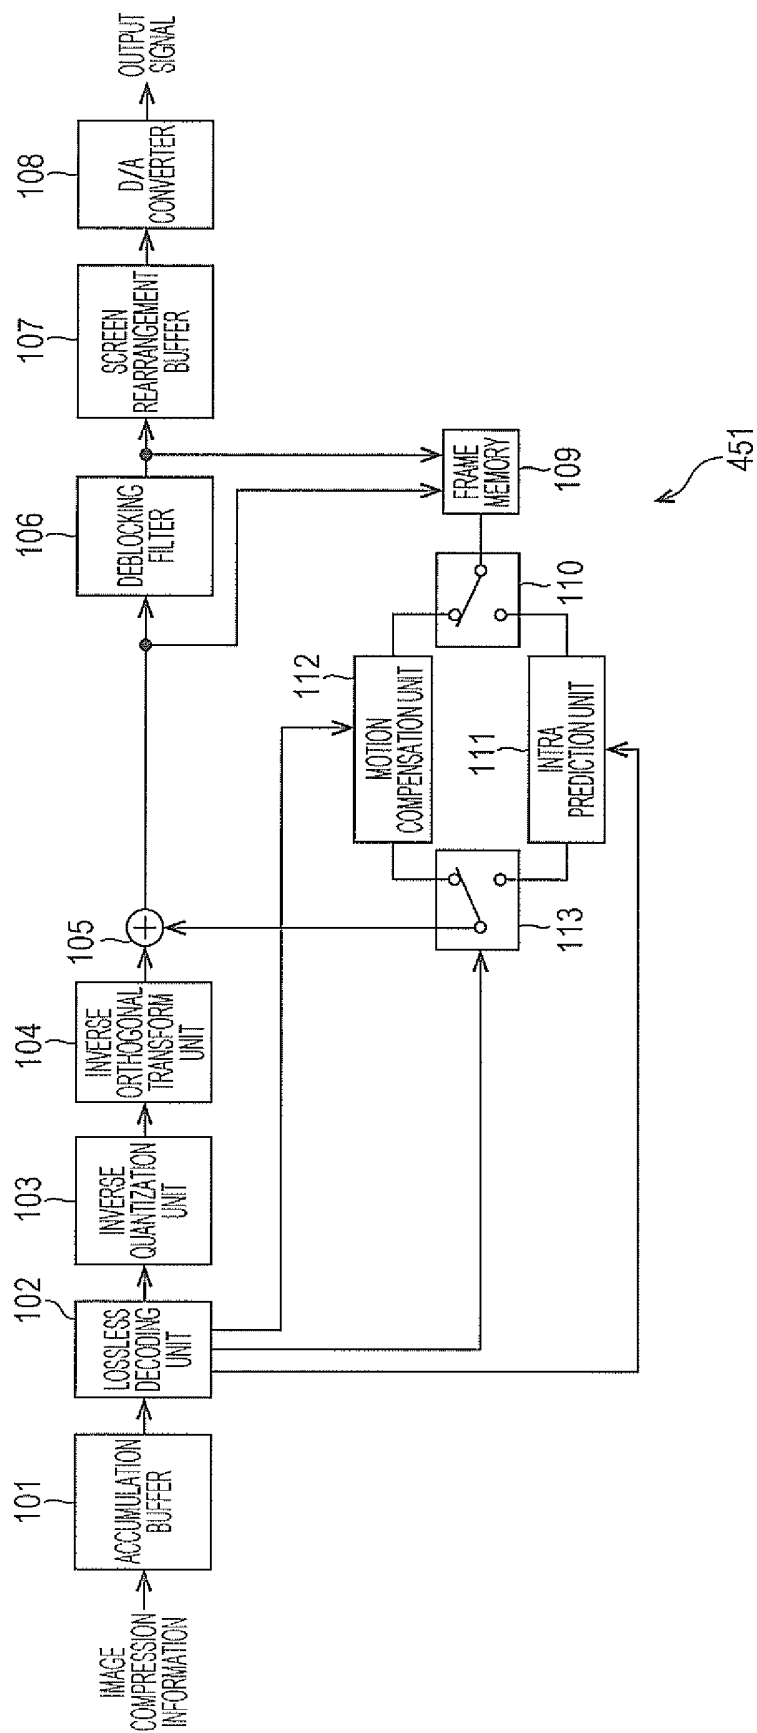 IMAGE
COMPRESSION
INFORMATION
101
ACCUMULATION
BUFFER
102
LOSSLESS
DECODING
UNIT
103
INVERSE
QUANTIZATION
UNIT
104
INVERSE
ORTHOGONAL
TRANSFORM
UNIT
105
+
106
DEBLOCKING
FILTER
107
SCREEN
REARRANGEMENT
BUFFER
108
D/A
CONVERTER
OUTPUT
SIGNAL
112
MOTION
COMPENSATION UNIT
FRAME
MEMORY
109
110
111
INTRA
PREDICTION UNIT
113
451